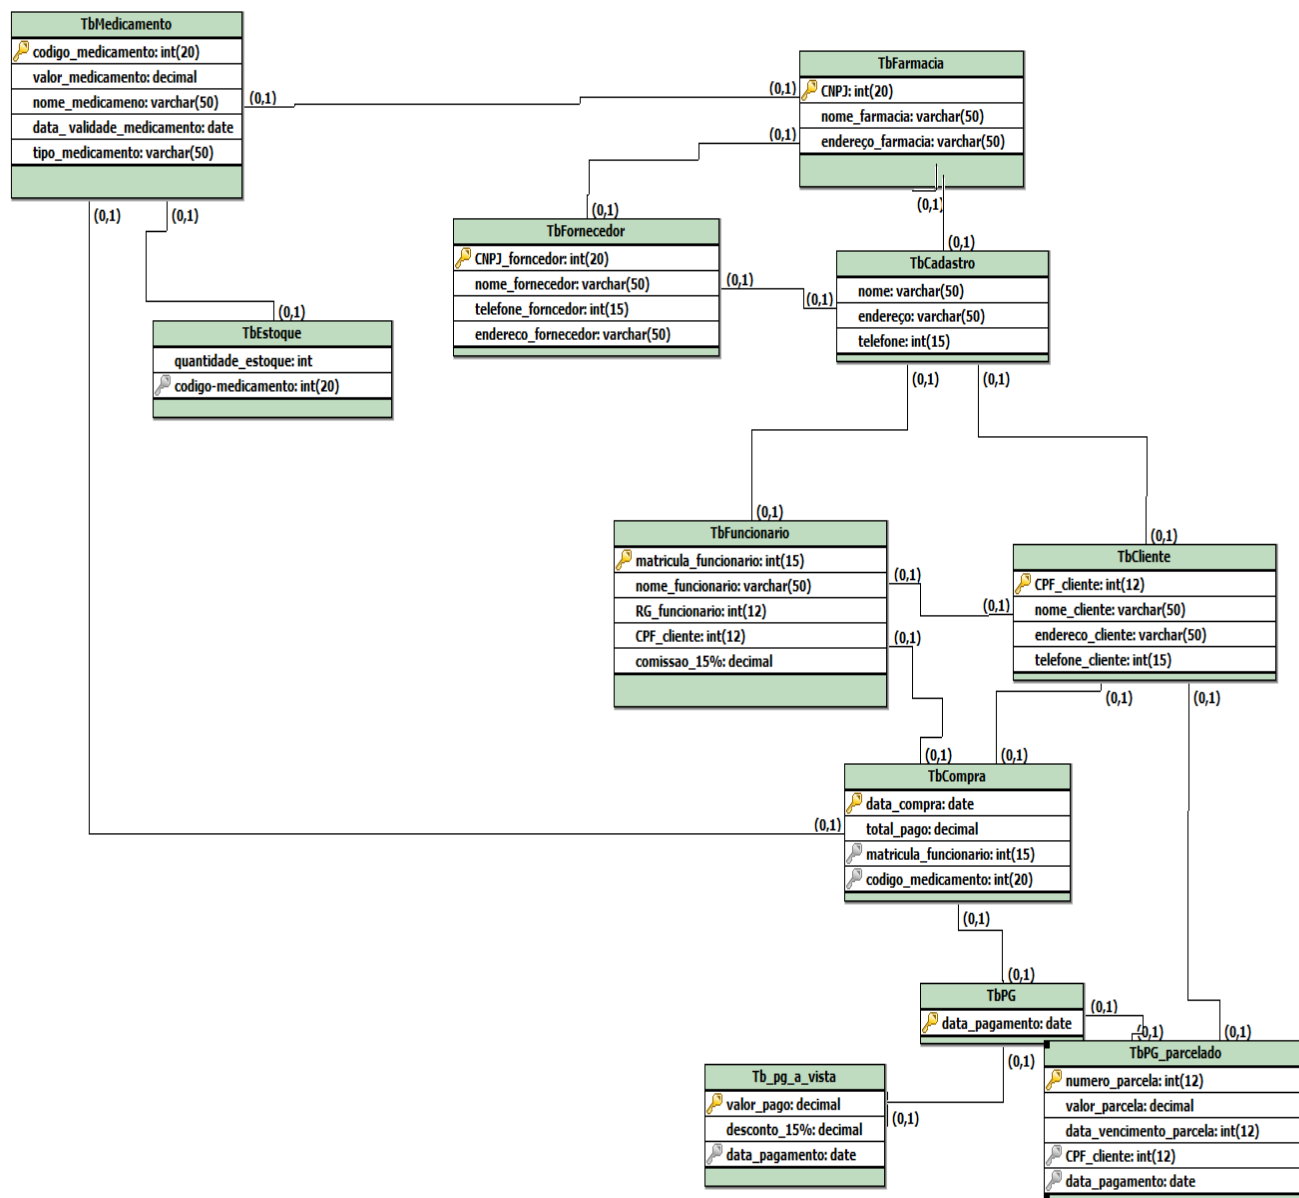 TbMedicamento
codigo_medicamento: int(20)
valor_medicamento: decimal
nome_medicameno: varchar(50)
data_ validade_medicamento: date
tipo_medicamento: varchar(50)
(0,1)
(0,1)
(0,1)
(0,1)
TbFarmacia
CNPJ: int(20)
nome_farmacia: varchar(50)
endereço_farmacia: varchar(50)
(0,1)
(0,1)
(0,1)
(0,1)
TbFornecedor
CNPJ_forncedor: int(20)
nome_fornecedor: varchar(50)
telefone_forncedor: int(15)
endereco_fornecedor: varchar(50)
(0,1)
(0,1)
TbCadastro
nome: varchar(50)
endereço: varchar(50)
telefone: int(15)
(0,1)
(0,1)
(0,1)
TbEstoque
quantidade_estoque: int
codigo-medicamento: int(20)
(0,1)
(0,1)
TbFuncionario
matricula_funcionario: int(15)
nome_funcionario: varchar(50)
RG_funcionario: int(12)
CPF_cliente: int(12)
comissao_15%: decimal
(0,1)
(0,1)
(0,1)
(0,1)
TbCliente
CPF_cliente: int(12)
nome_cliente: varchar(50)
endereco_cliente: varchar(50)
telefone_cliente: int(15)
(0,1)
(0,1)
(0,1)
(0,1)
(0,1)
TbCompra
data_compra: date
total_pago: decimal
matricula_funcionario: int(15)
codigo_medicamento: int(20)
(0,1)
(0,1)
TbPG
data_pagamento: date
(0,1)
(0,1)
(0,1)
(0,1)
Tb_pg_a_vista
valor_pago: decimal
desconto_15%: decimal
data_pagamento: date
(0,1)
TbPG_parcelado
numero_parcela: int(12)
valor_parcela: decimal
data_vencimento_parcela: int(12)
CPF_cliente: int(12)
data_pagamento: date